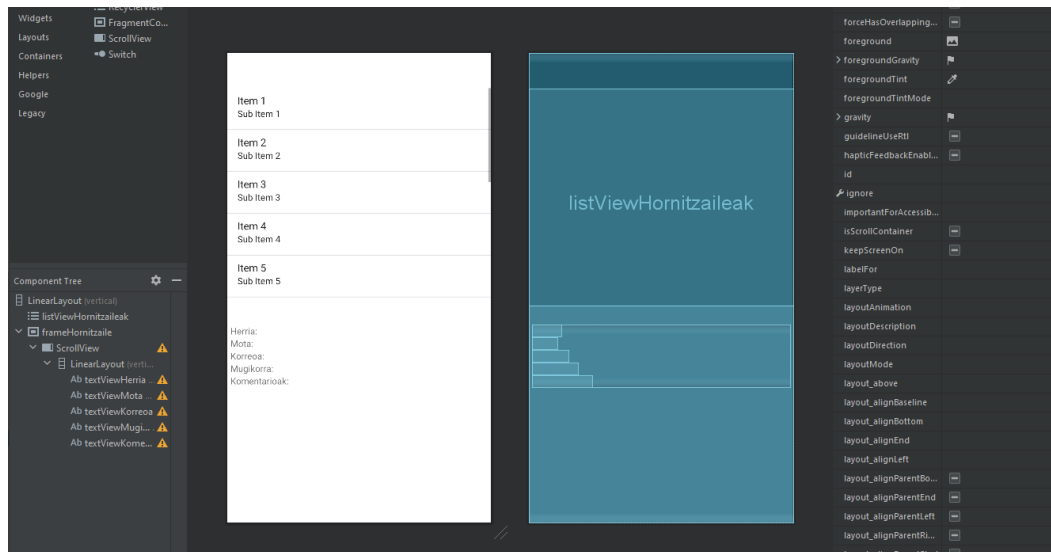 Widgets
Layouts
Containers
Helpers
Google
Legacy
RecyclerView
FragmentCo...
ScrollView
Switch
Component Tree
LinearLayout (vertical)
listViewHornitzaileak
frameHornitzaile
ScrollView
LinearLayout (verti...
Ab textViewHerria ...
Ab textViewMota ...
Ab textViewKorreoa
Ab textViewMugi...
Ab textViewKome...
Item 1
Sub Item 1
Item 2
Sub Item 2
Item 3
Sub Item 3
Item 4
Sub Item 4
Item 5
Sub Item 5
Herria:
Mota:
Korreoa:
Mugikorra:
Komentarioak:
listViewHornitzaileak
forceHasOverlapping...
foreground
foregroundGravity
foregroundTint
foregroundTintMode
gravity
guidelineUseRtl
hapticFeedbackEnabl...
id
ignore
importantForAccessib...
isScrollContainer
keepScreenOn
labelFor
layerType
layoutAnimation
layoutDescription
layoutDirection
layoutMode
layout_above
layout_alignBaseline
layout_alignBottom
layout_alignEnd
layout_alignLeft
layout_alignParentBo...
layout_alignParentEnd
layout_alignParentLeft
layout_alignParentRi...